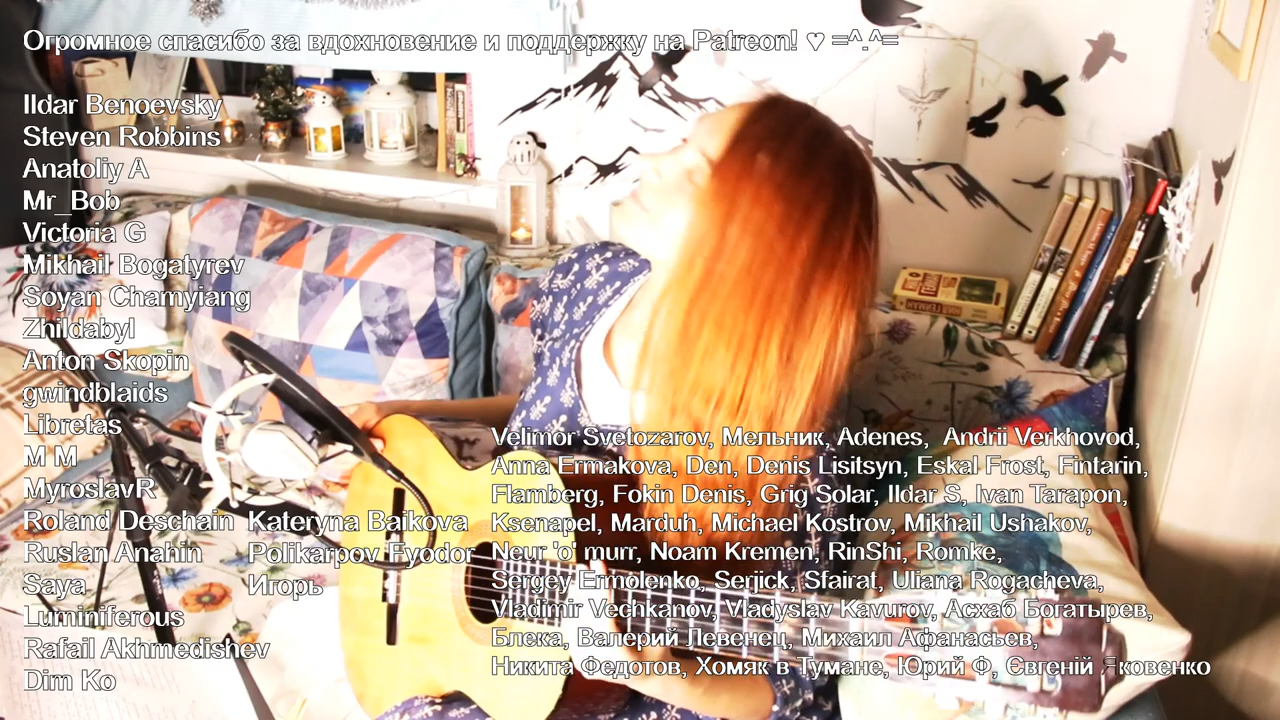 Огромное спасибо за вдохновение и поддержку на Patreon! ♥ =^.^=
Ildar Benoevsky
Steven Robbins
Anatoliy A
Mr_Bob
Victoria G
Mikhail Bogatyrev
Soyan Chamyiang
Zhildabyl
Anton Skopin
gwindblaids
Libretas
M M
MyroslavR
Roland Deschain
Ruslan Anahin
Saya
Luminiferous
Rafail Akhmedishev
Dim Ko
Kateryna Baikova
Polikarpov Fyodor
Игорь
Velimor Svetozarov, Мельник, Adenes, Andrii Verkhovod,
Anna Ermakova, Den, Denis Lisitsyn, Eskal Frost, Fintarin,
Flamberg, Fokin Denis, Grig Solar, Ildar S, Ivan Tarapon,
Ksenapel, Marduh, Michael Kostrov, Mikhail Ushakov,
Neur 'o' murr, Noam Kremen, RinShi, Romke,
Sergey Ermolenko, Serjick, Sfairat, Uliana Rogacheva,
Vladimir Vechkanov, Vladyslav Kavurov, Асхаб Богатырев,
Блека, Валерий Левенец, Михаил Афанасьев,
Никита Федотов, Хомяк в Тумане, Юрий Ф, Євгеній Яковенко